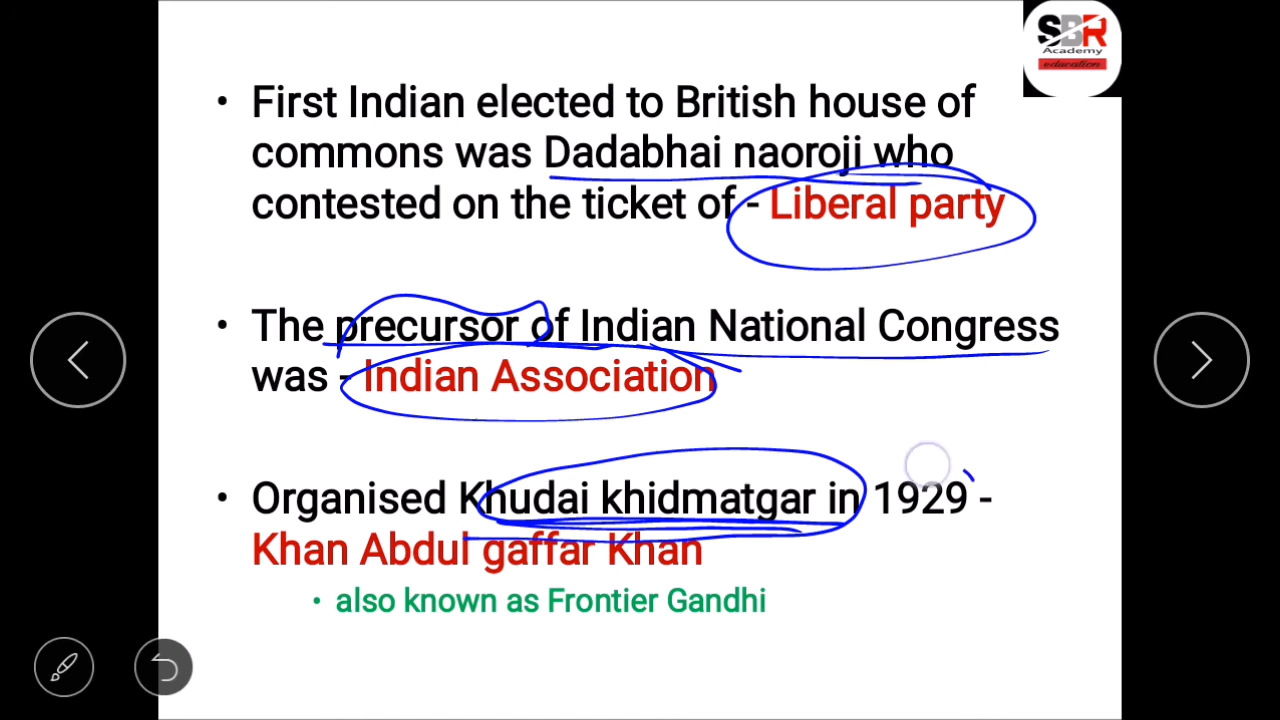 SBR
Academy
education
• First Indian elected to British house of
commons was Dadabhai naoroji who
contested on the ticket of - Liberal party
• The precursor of Indian National Congress
was - Indian Association
• Organised Khudai khidmatgar in 1929 -
Khan Abdul gaffar Khan
• also known as Frontier Gandhi